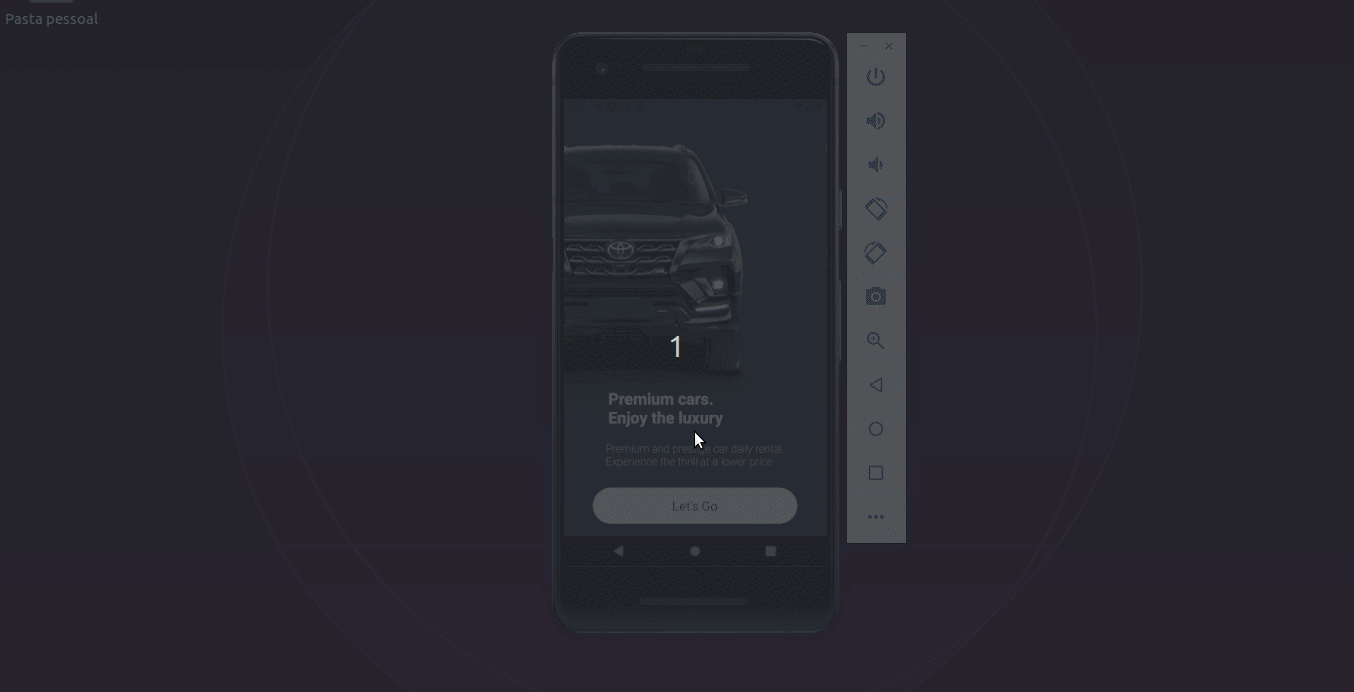 Pasta pessoal
1
Premium cars.
Enjoy the luxury
Premium and prestige car daily rental
Experience the thrill at a lower price
Let's Go